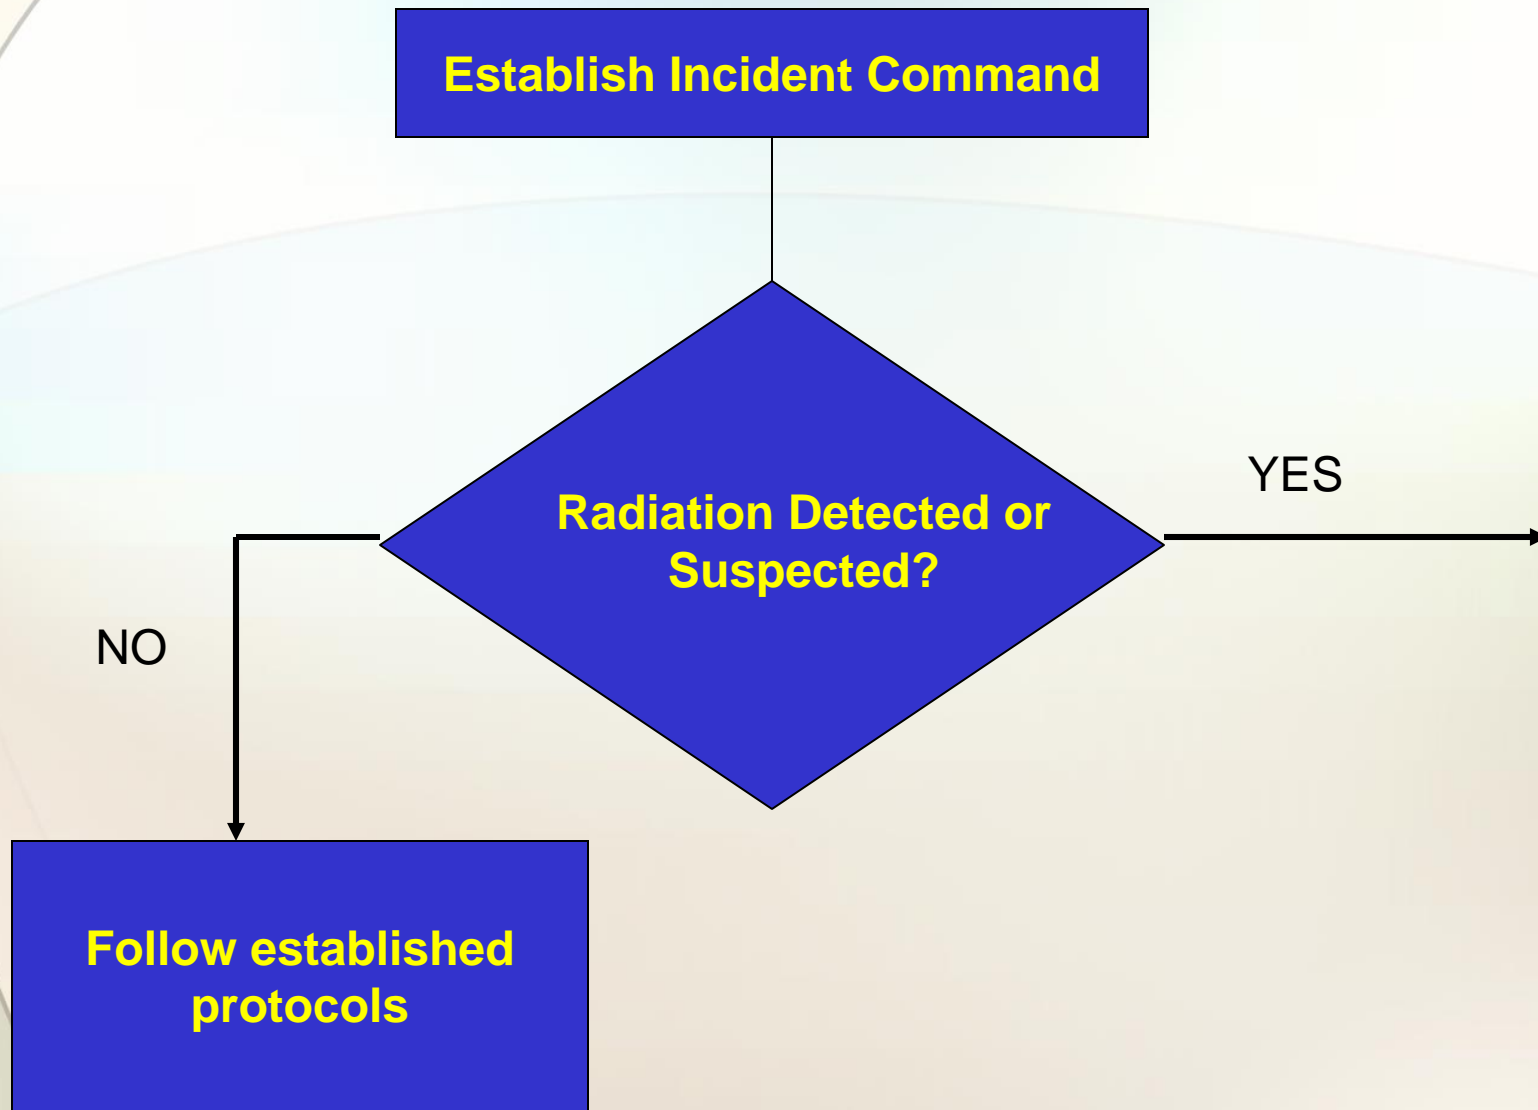 Establish Incident Command
Radiation Detected or
Suspected?
YES
NO
Follow established
protocols